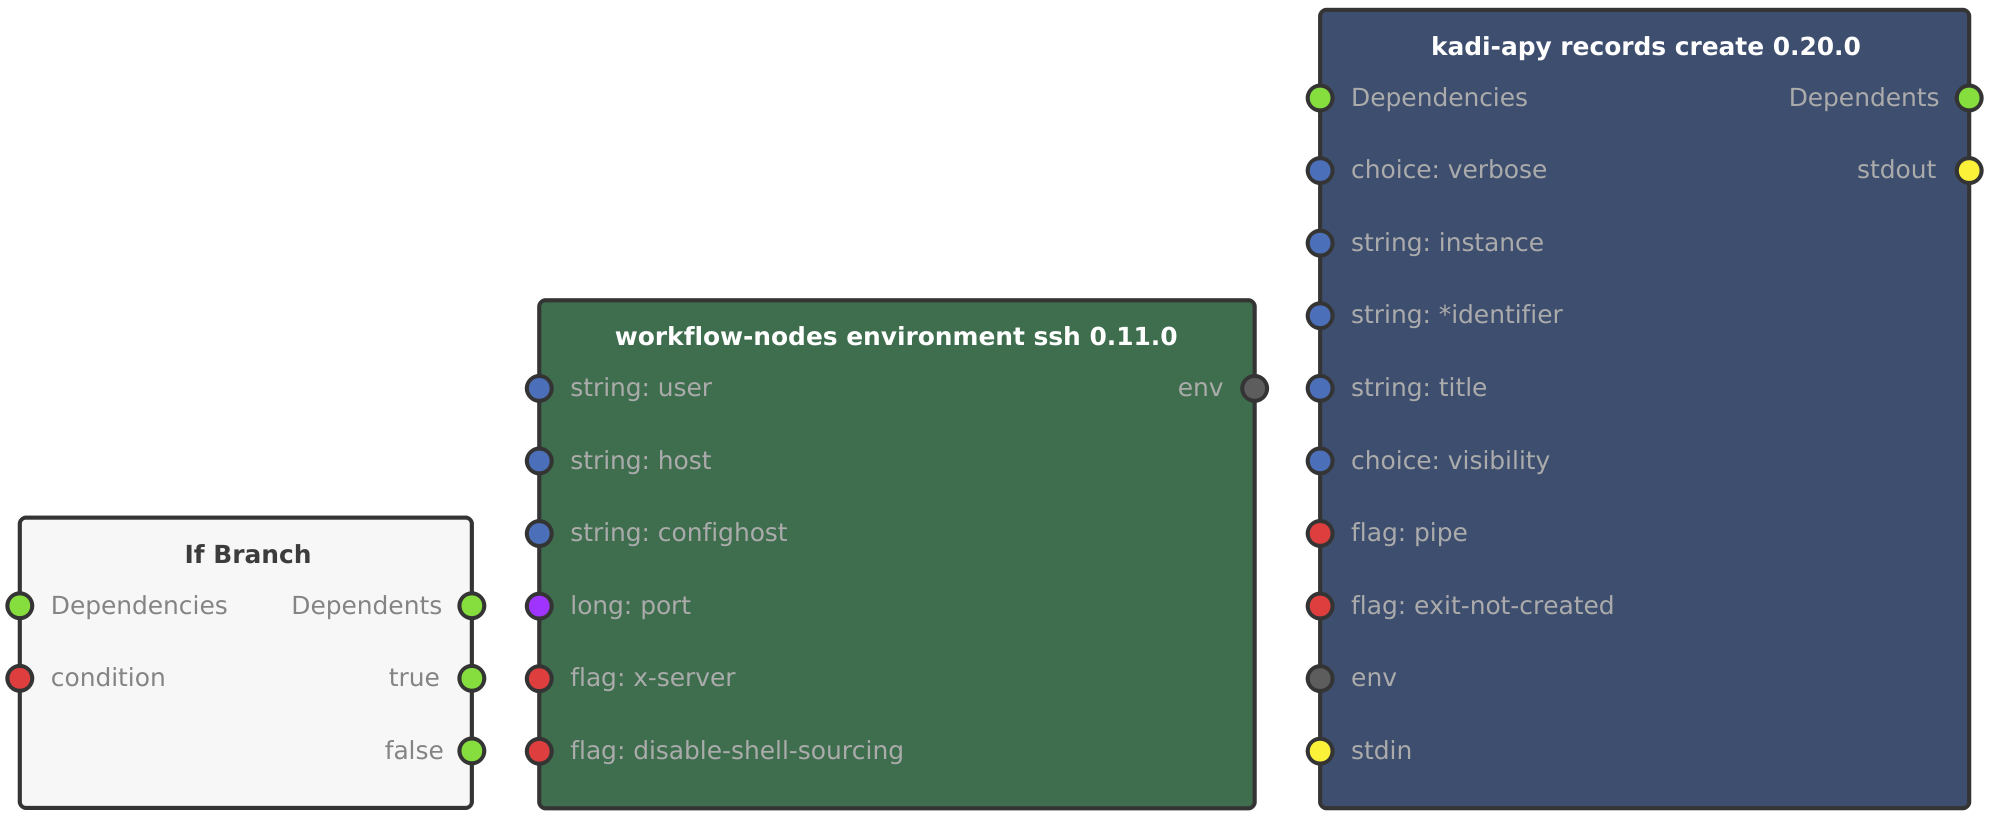 If Branch
Dependencies Dependents
condition true
false
workflow-nodes environment ssh 0.11.0
string: user env
string: host
string: confighost
long: port
flag: x-server
flag: disable-shell-sourcing
kadi-apy records create 0.20.0
Dependencies Dependents
choice: verbose stdout
string: instance
string: *identifier
string: title
choice: visibility
flag: pipe
flag: exit-not-created
env
stdin